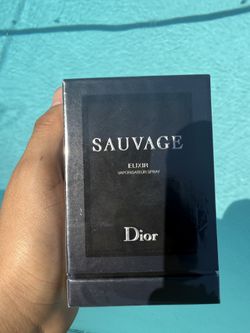 SAUVAGE
ELIXIR
VAPORISATEUR SPRAY
Dior